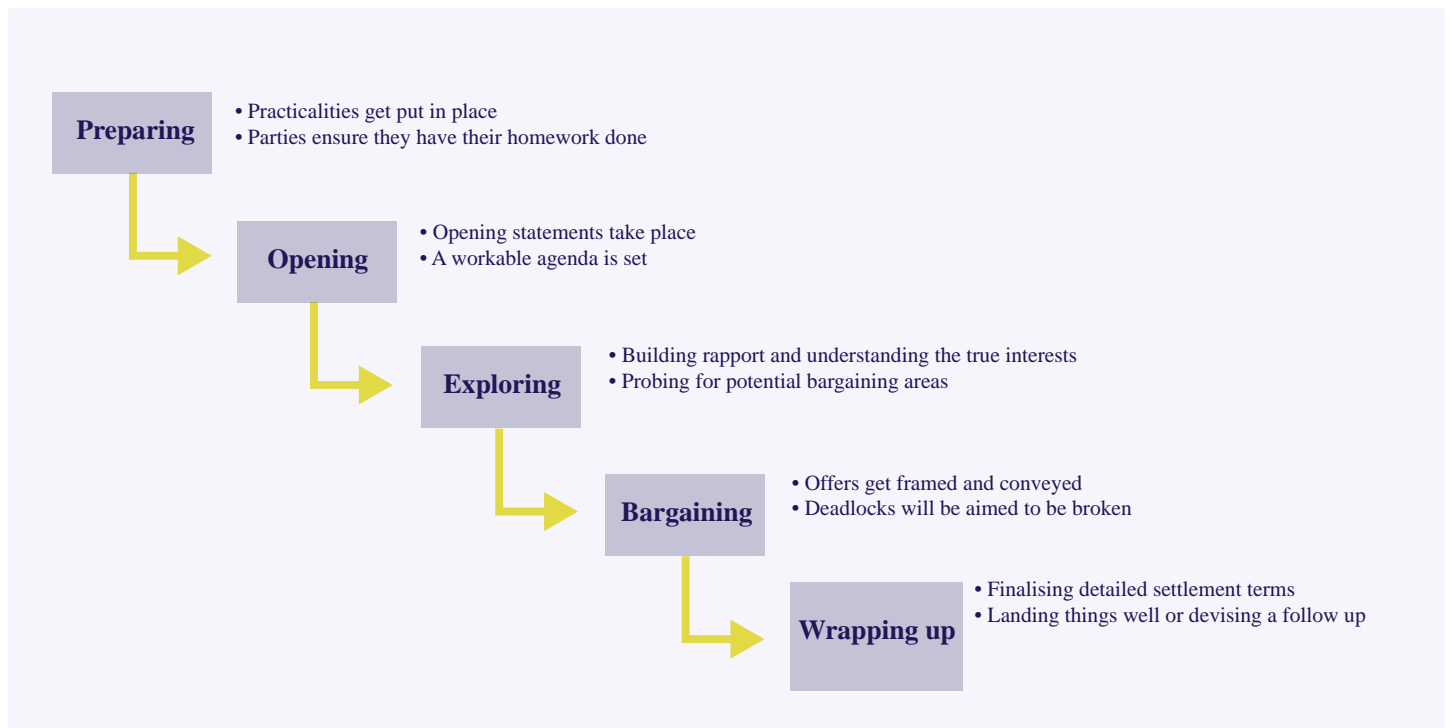 Preparing
• Practicalities get put in place
• Parties ensure they have their homework done
Opening
• Opening statements take place
• A workable agenda is set
Exploring
• Building rapport and understanding the true interests
• Probing for potential bargaining areas
Bargaining
• Offers get framed and conveyed
• Deadlocks will be aimed to be broken
Wrapping up
• Finalising detailed settlement terms
• Landing things well or devising a follow up